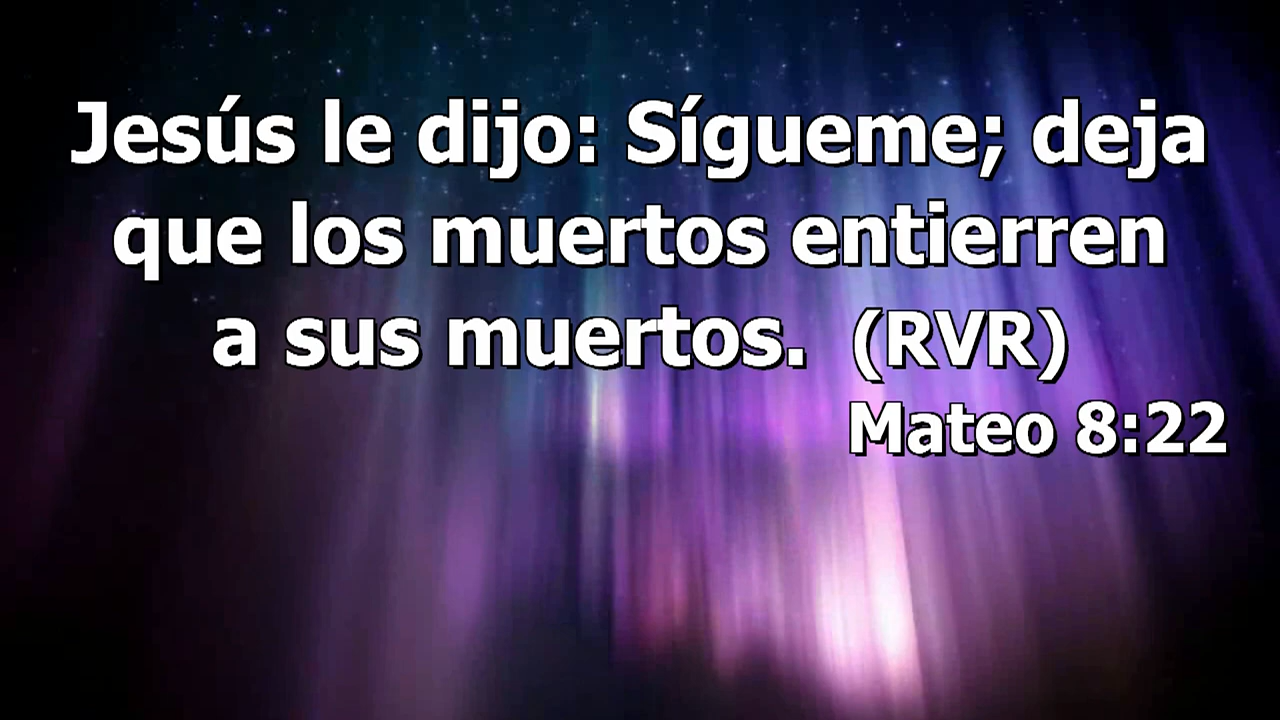 Jesús le dijo: Sígueme; deja
que los muertos entierren
a sus muertos. (RVR)
Mateo 8:22